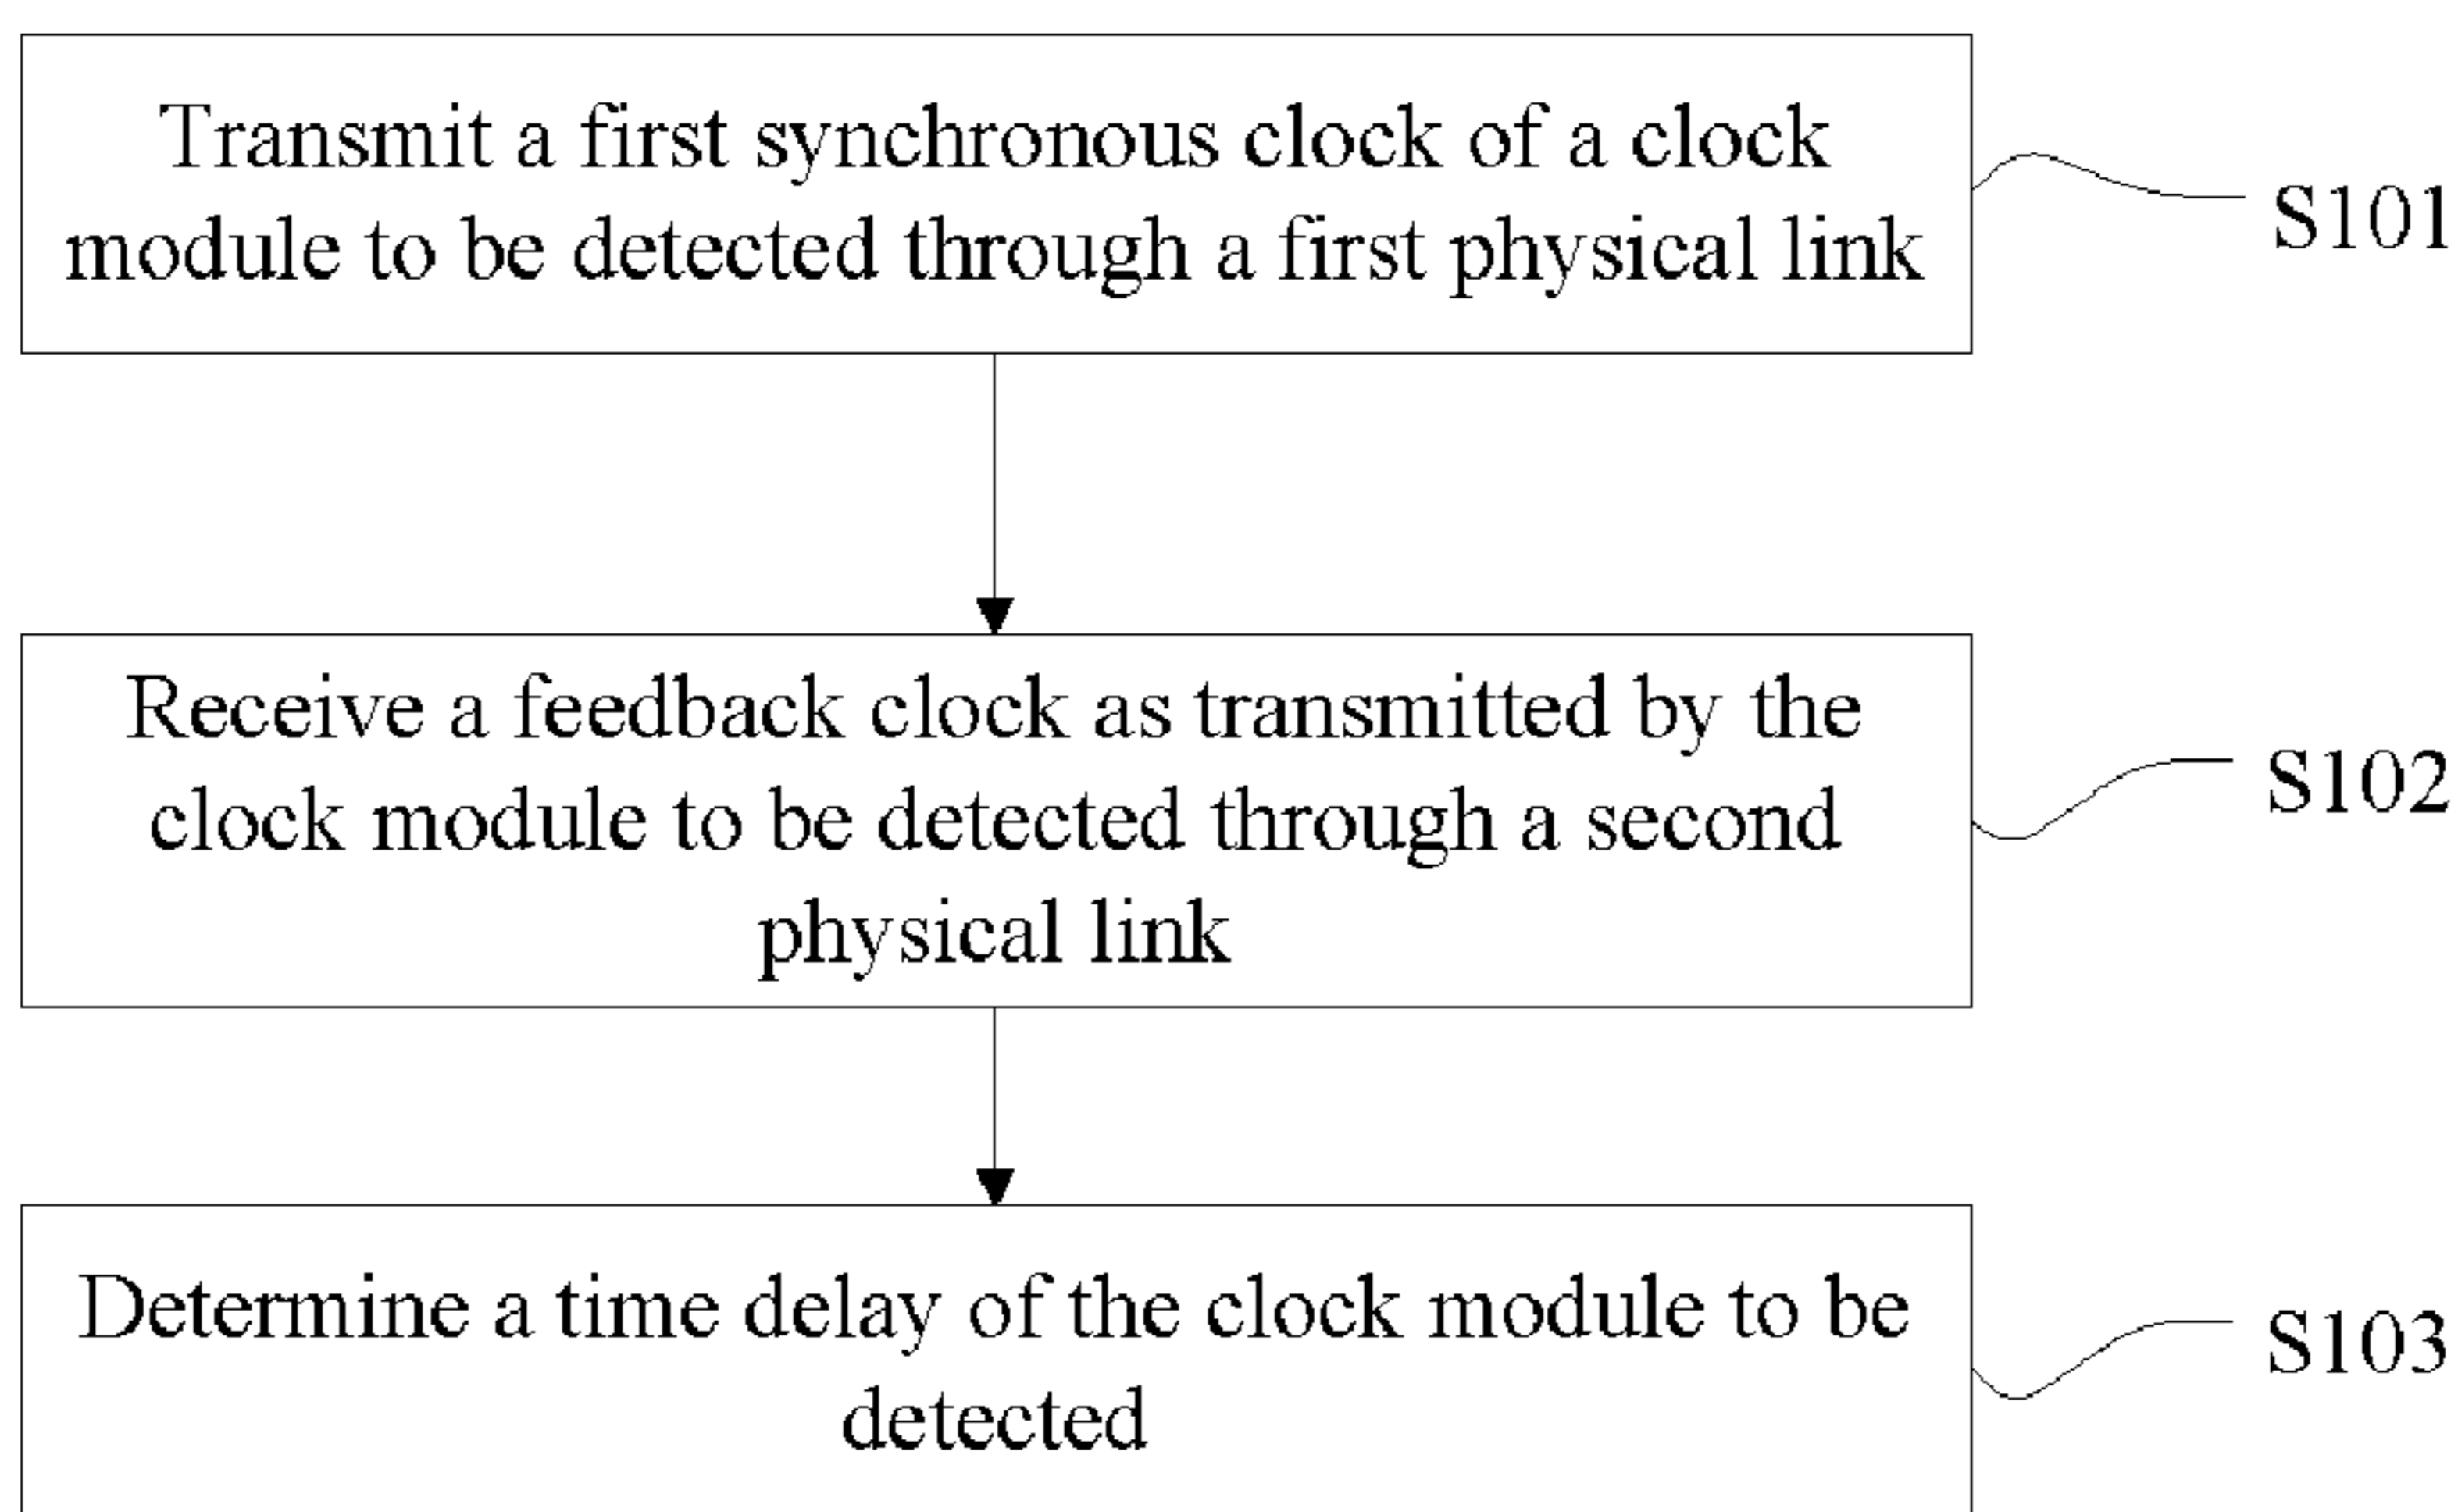 Transmit a first synchronous clock of a clock
module to be detected through a first physical link
S101
Receive a feedback clock as transmitted by the
clock module to be detected through a second
physical link
S102
Determine a time delay of the clock module to be
detected
S103